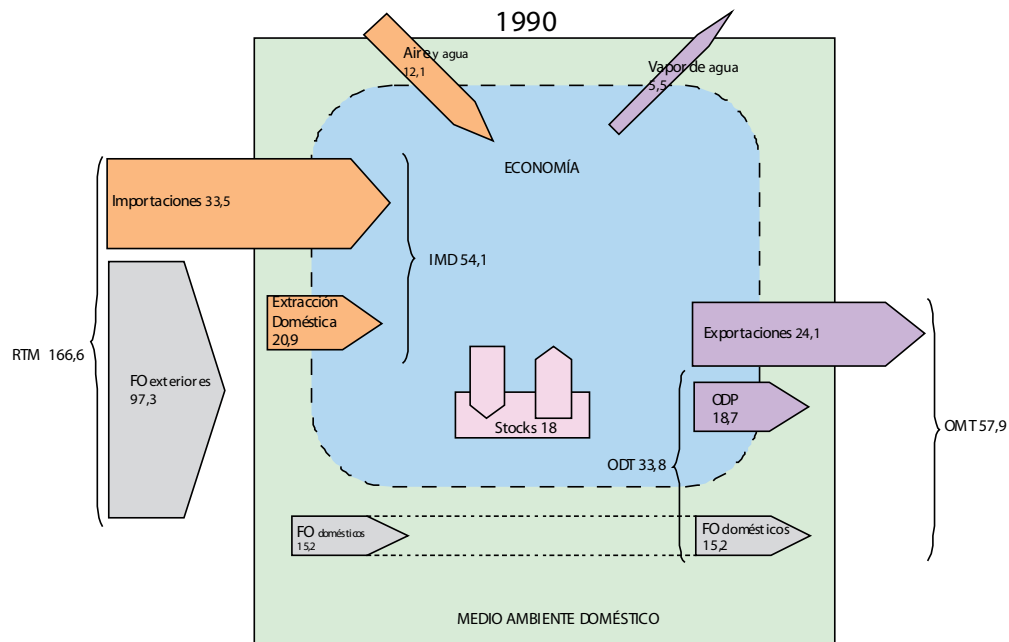 1990
Aire y agua
12,1
Vapor de agua
5,5
ECONOMÍA
Importaciones 33,5
IMD 54,1
Extracción
Doméstica
20,9
Exportaciones 24,1
RTM 166,6
FO exteriores
97,3
ODP
18,7
Stocks 18
OMT 57,9
ODT 33,8
FO domésticos
15,2
FO domésticos
15,2
MEDIO AMBIENTE DOMÉSTICO